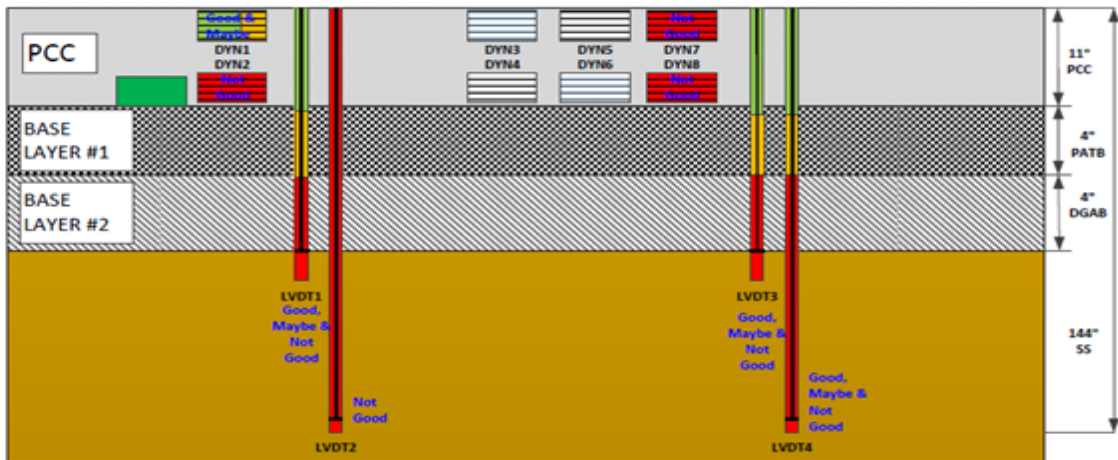 Good &
Maybe
DYN1
DYN2
Not
Good
DYN3
DYN4
DYN5
DYN6
Not
Good
DYN7
DYN8
Not
Good
PCC
11"
PCC
BASE
LAYER #1
4"
PATB
BASE
LAYER #2
4"
DGAB
LVDT1
Good,
Maybe &
Not
Good
Not
Good
LVDT2
LVDT3
Good,
Maybe &
Not
Good
Good,
Maybe &
Not
Good
LVDT4
144"
SS